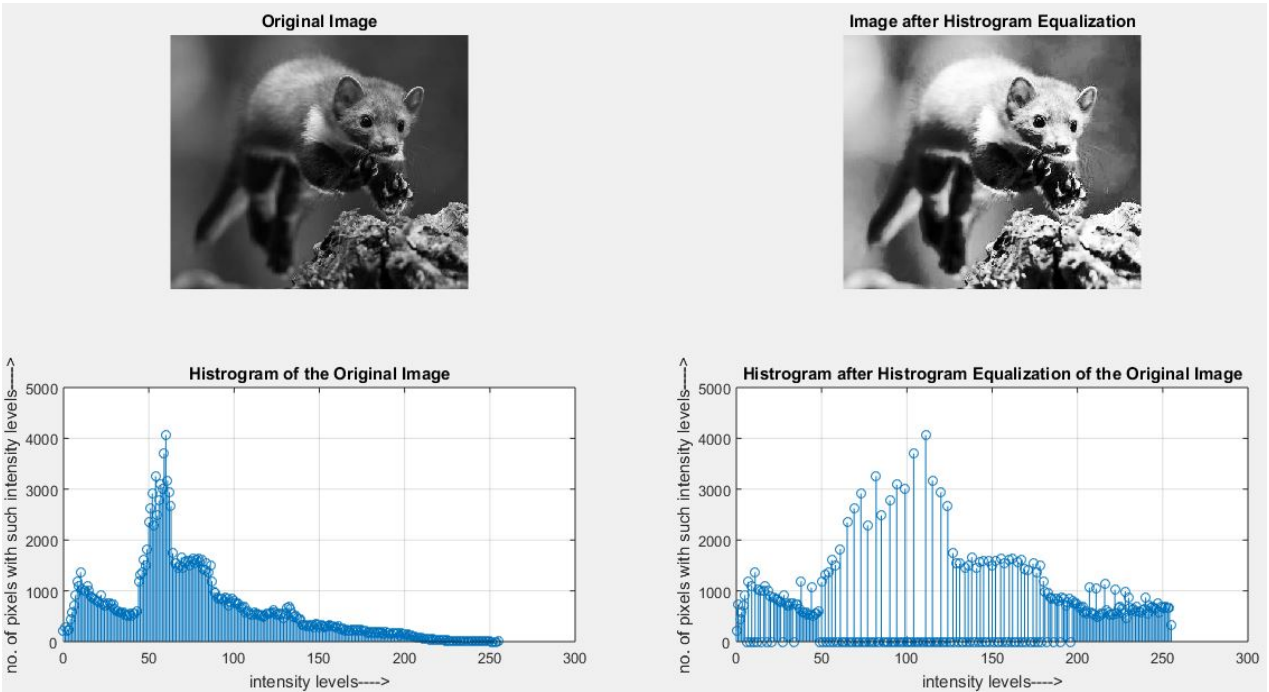 Original Image
Image after Histrogram Equalization
Histrogram of the Original Image
no. of pixels with such intensity levels---->
5000
4000
3000
2000
1000
0
0 50 100 150 200 250 300
intensity levels---->
Histrogram after Histrogram Equalization of the Original Image
no. of pixels with such intensity levels---->
5000
4000
3000
2000
1000
0
0 50 100 150 200 250 300
intensity levels---->